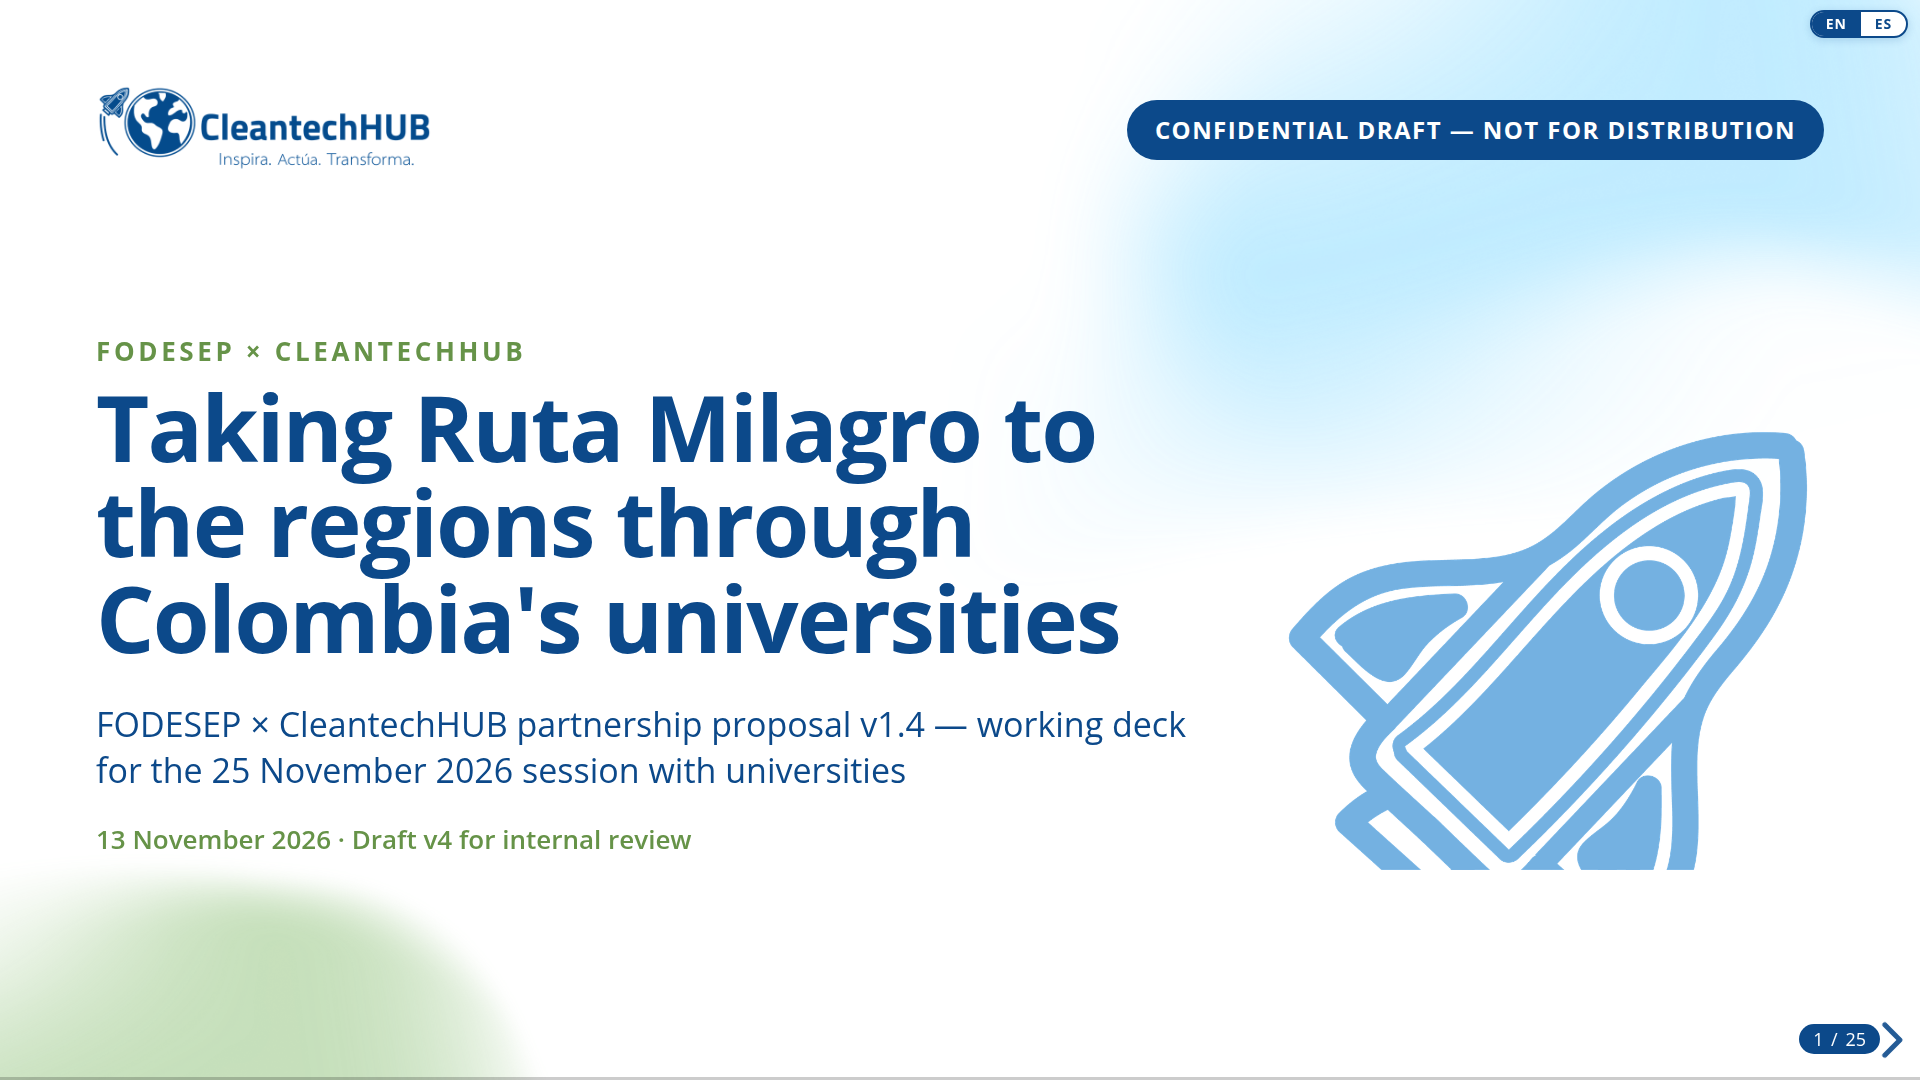 EN ES
CleantechHUB
Inspira. Actúa. Transforma.
CONFIDENTIAL DRAFT — NOT FOR DISTRIBUTION
FODESEP × CLEANTECHHUB
Taking Ruta Milagro to
the regions through
Colombia's universities
FODESEP × CleantechHUB partnership proposal v1.4 — working deck
for the 25 November 2026 session with universities
13 November 2026 · Draft v4 for internal review
1 / 25